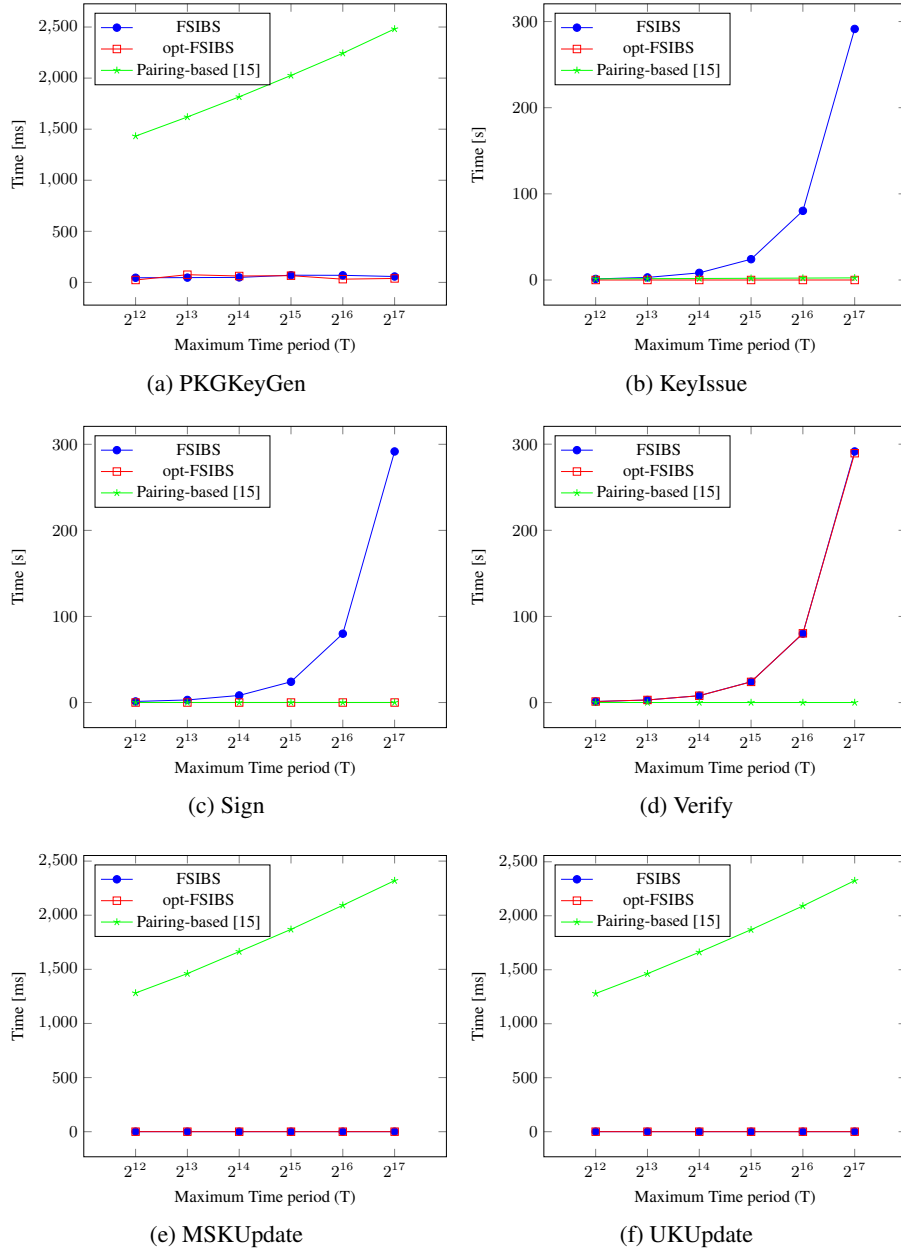 2,500
2,000
1,500
1,000
500
0
Time [ms]
FSIBS
opt-FSIBS
Pairing-based [15]
2^12 2^13 2^14 2^15 2^16 2^17
Maximum Time period (T)
(a) PKGKeyGen
300
200
100
0
Time [s]
FSIBS
opt-FSIBS
Pairing-based [15]
2^12 2^13 2^14 2^15 2^16 2^17
Maximum Time period (T)
(b) KeyIssue
300
200
100
0
Time [s]
FSIBS
opt-FSIBS
Pairing-based [15]
2^12 2^13 2^14 2^15 2^16 2^17
Maximum Time period (T)
(c) Sign
300
200
100
0
Time [s]
FSIBS
opt-FSIBS
Pairing-based [15]
2^12 2^13 2^14 2^15 2^16 2^17
Maximum Time period (T)
(d) Verify
2,500
2,000
1,500
1,000
500
0
Time [ms]
FSIBS
opt-FSIBS
Pairing-based [15]
2^12 2^13 2^14 2^15 2^16 2^17
Maximum Time period (T)
(e) MSKUpdate
2,500
2,000
1,500
1,000
500
0
Time [ms]
FSIBS
opt-FSIBS
Pairing-based [15]
2^12 2^13 2^14 2^15 2^16 2^17
Maximum Time period (T)
(f) UKUpdate